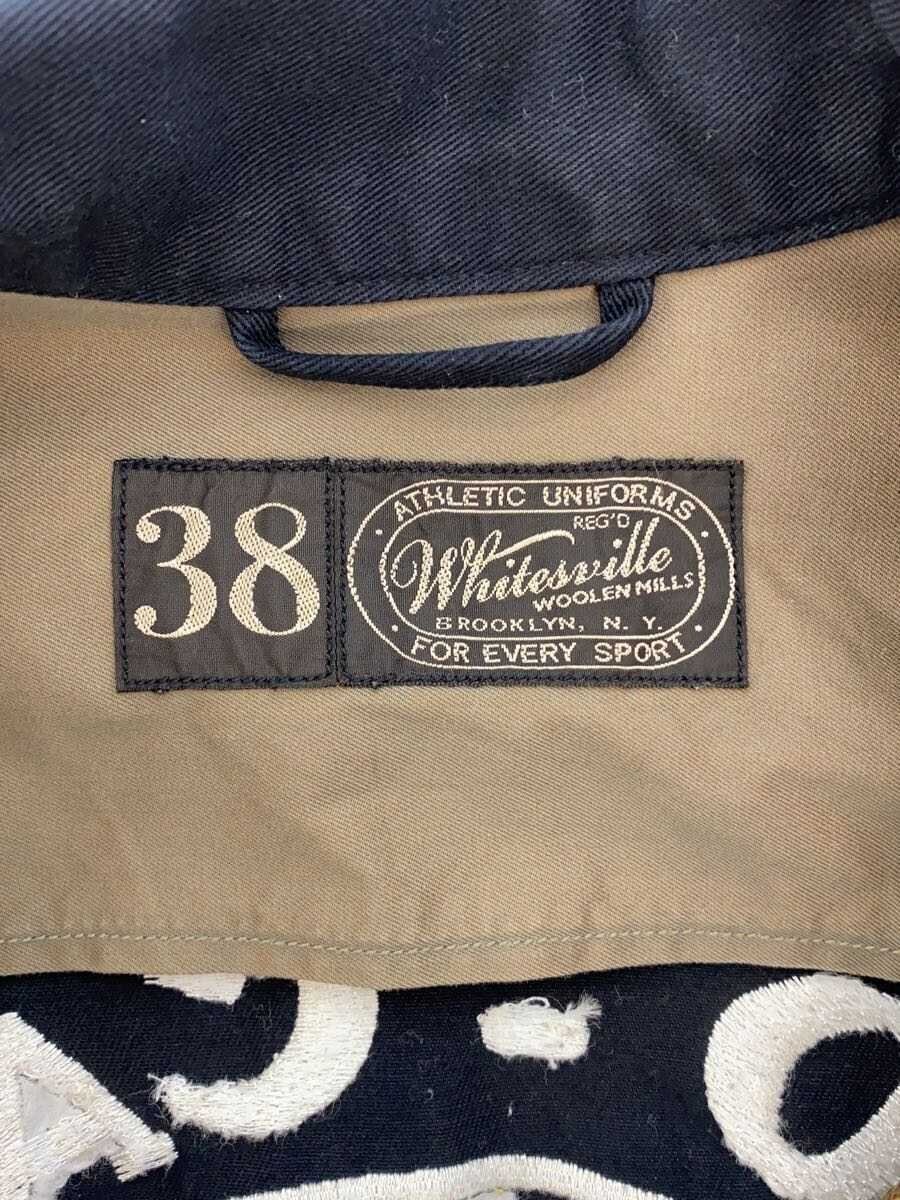 38
· ATHLETIC UNIFORMS ·
REG'D
Whitesville
WOOLEN MILLS
BROOKLYN, N. Y.
· FOR EVERY SPORT ·